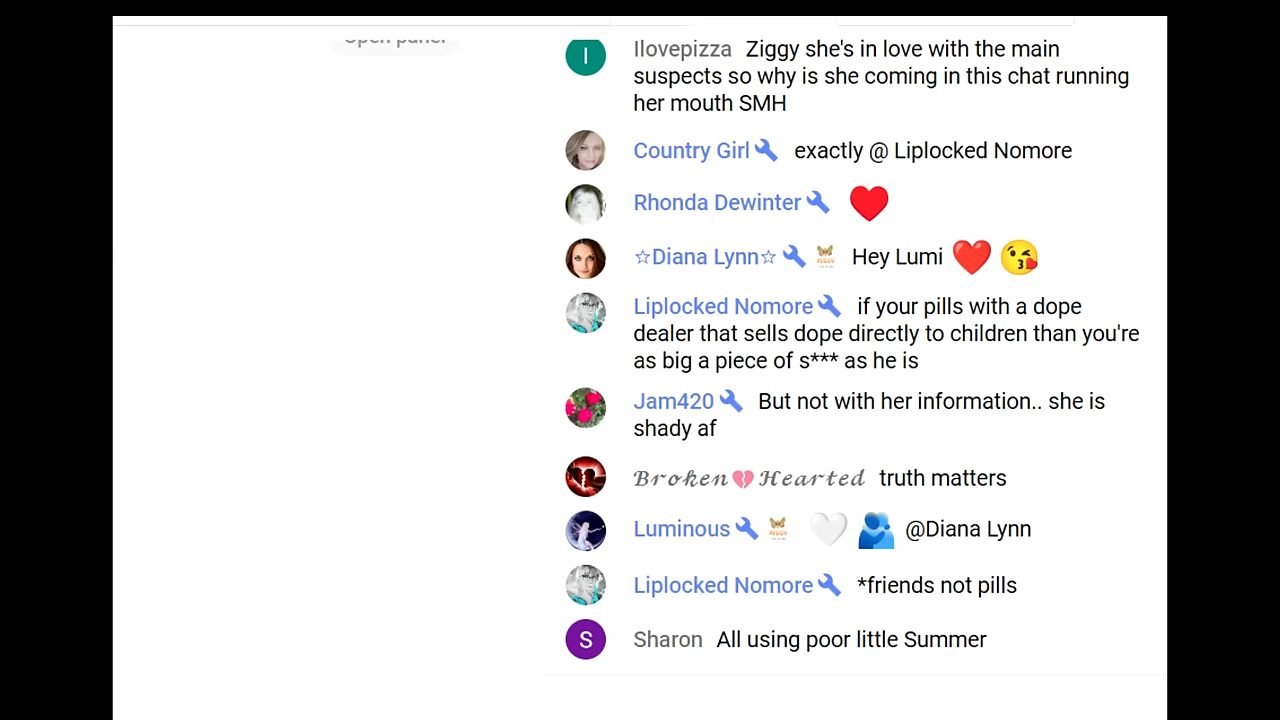 Open panel
I
Ilovepizza Ziggy she's in love with the main
suspects so why is she coming in this chat running
her mouth SMH
Country Girl exactly @ Liplocked Nomore
Rhonda Dewinter ❤️
☆Diana Lynn☆ Hey Lumi ❤️ 😘
Liplocked Nomore if your pills with a dope
dealer that sells dope directly to children than you're
as big a piece of s*** as he is
Jam420 But not with her information.. she is
shady af
𝓑𝓻𝓸𝓴𝓮𝓷💔𝓗𝓮𝓪𝓻𝓽𝓮𝓭 truth matters
Luminous 🤍 🫂 @Diana Lynn
Liplocked Nomore *friends not pills
S
Sharon All using poor little Summer